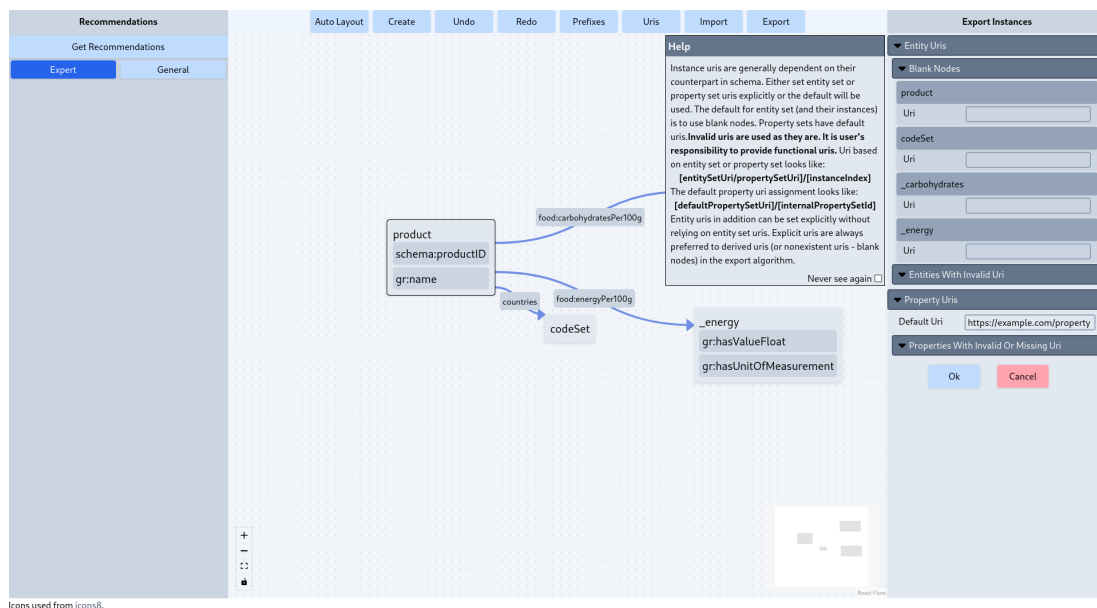 Recommendations
Get Recommendations
Expert
General
Auto Layout
Create
Undo
Redo
Prefixes
Uris
Import
Export
product
schema:productID
gr:name
food:carbohydratesPer100g
countries
food:energyPer100g
codeSet
_energy
gr:hasValueFloat
gr:hasUnitOfMeasurement
Help
Instance uris are generally dependent on their
counterpart in schema. Either set entity set or
property set uris explicitly or the default will be
used. The default for entity set (and their instances)
is to use blank nodes. Property sets have default
uris.Invalid uris are used as they are. It is user's
responsibility to provide functional uris. Uri based
on entity set or property set looks like:
[entitySetUri/propertySetUri]/[instanceIndex]
The default property uri assignment looks like:
[defaultPropertySetUri]/[internalPropertySetId]
Entity uris in addition can be set explicitly without
relying on entity set uris. Explicit uris are always
preferred to derived uris (or nonexistent uris - blank
nodes) in the export algorithm.
Never see again
React Flow
Export Instances
Entity Uris
Blank Nodes
product
Uri
codeSet
Uri
_carbohydrates
Uri
_energy
Uri
Entities With Invalid Uri
Property Uris
Default Uri https://example.com/property
Properties With Invalid Or Missing Uri
Ok
Cancel
Icons used from icons8.